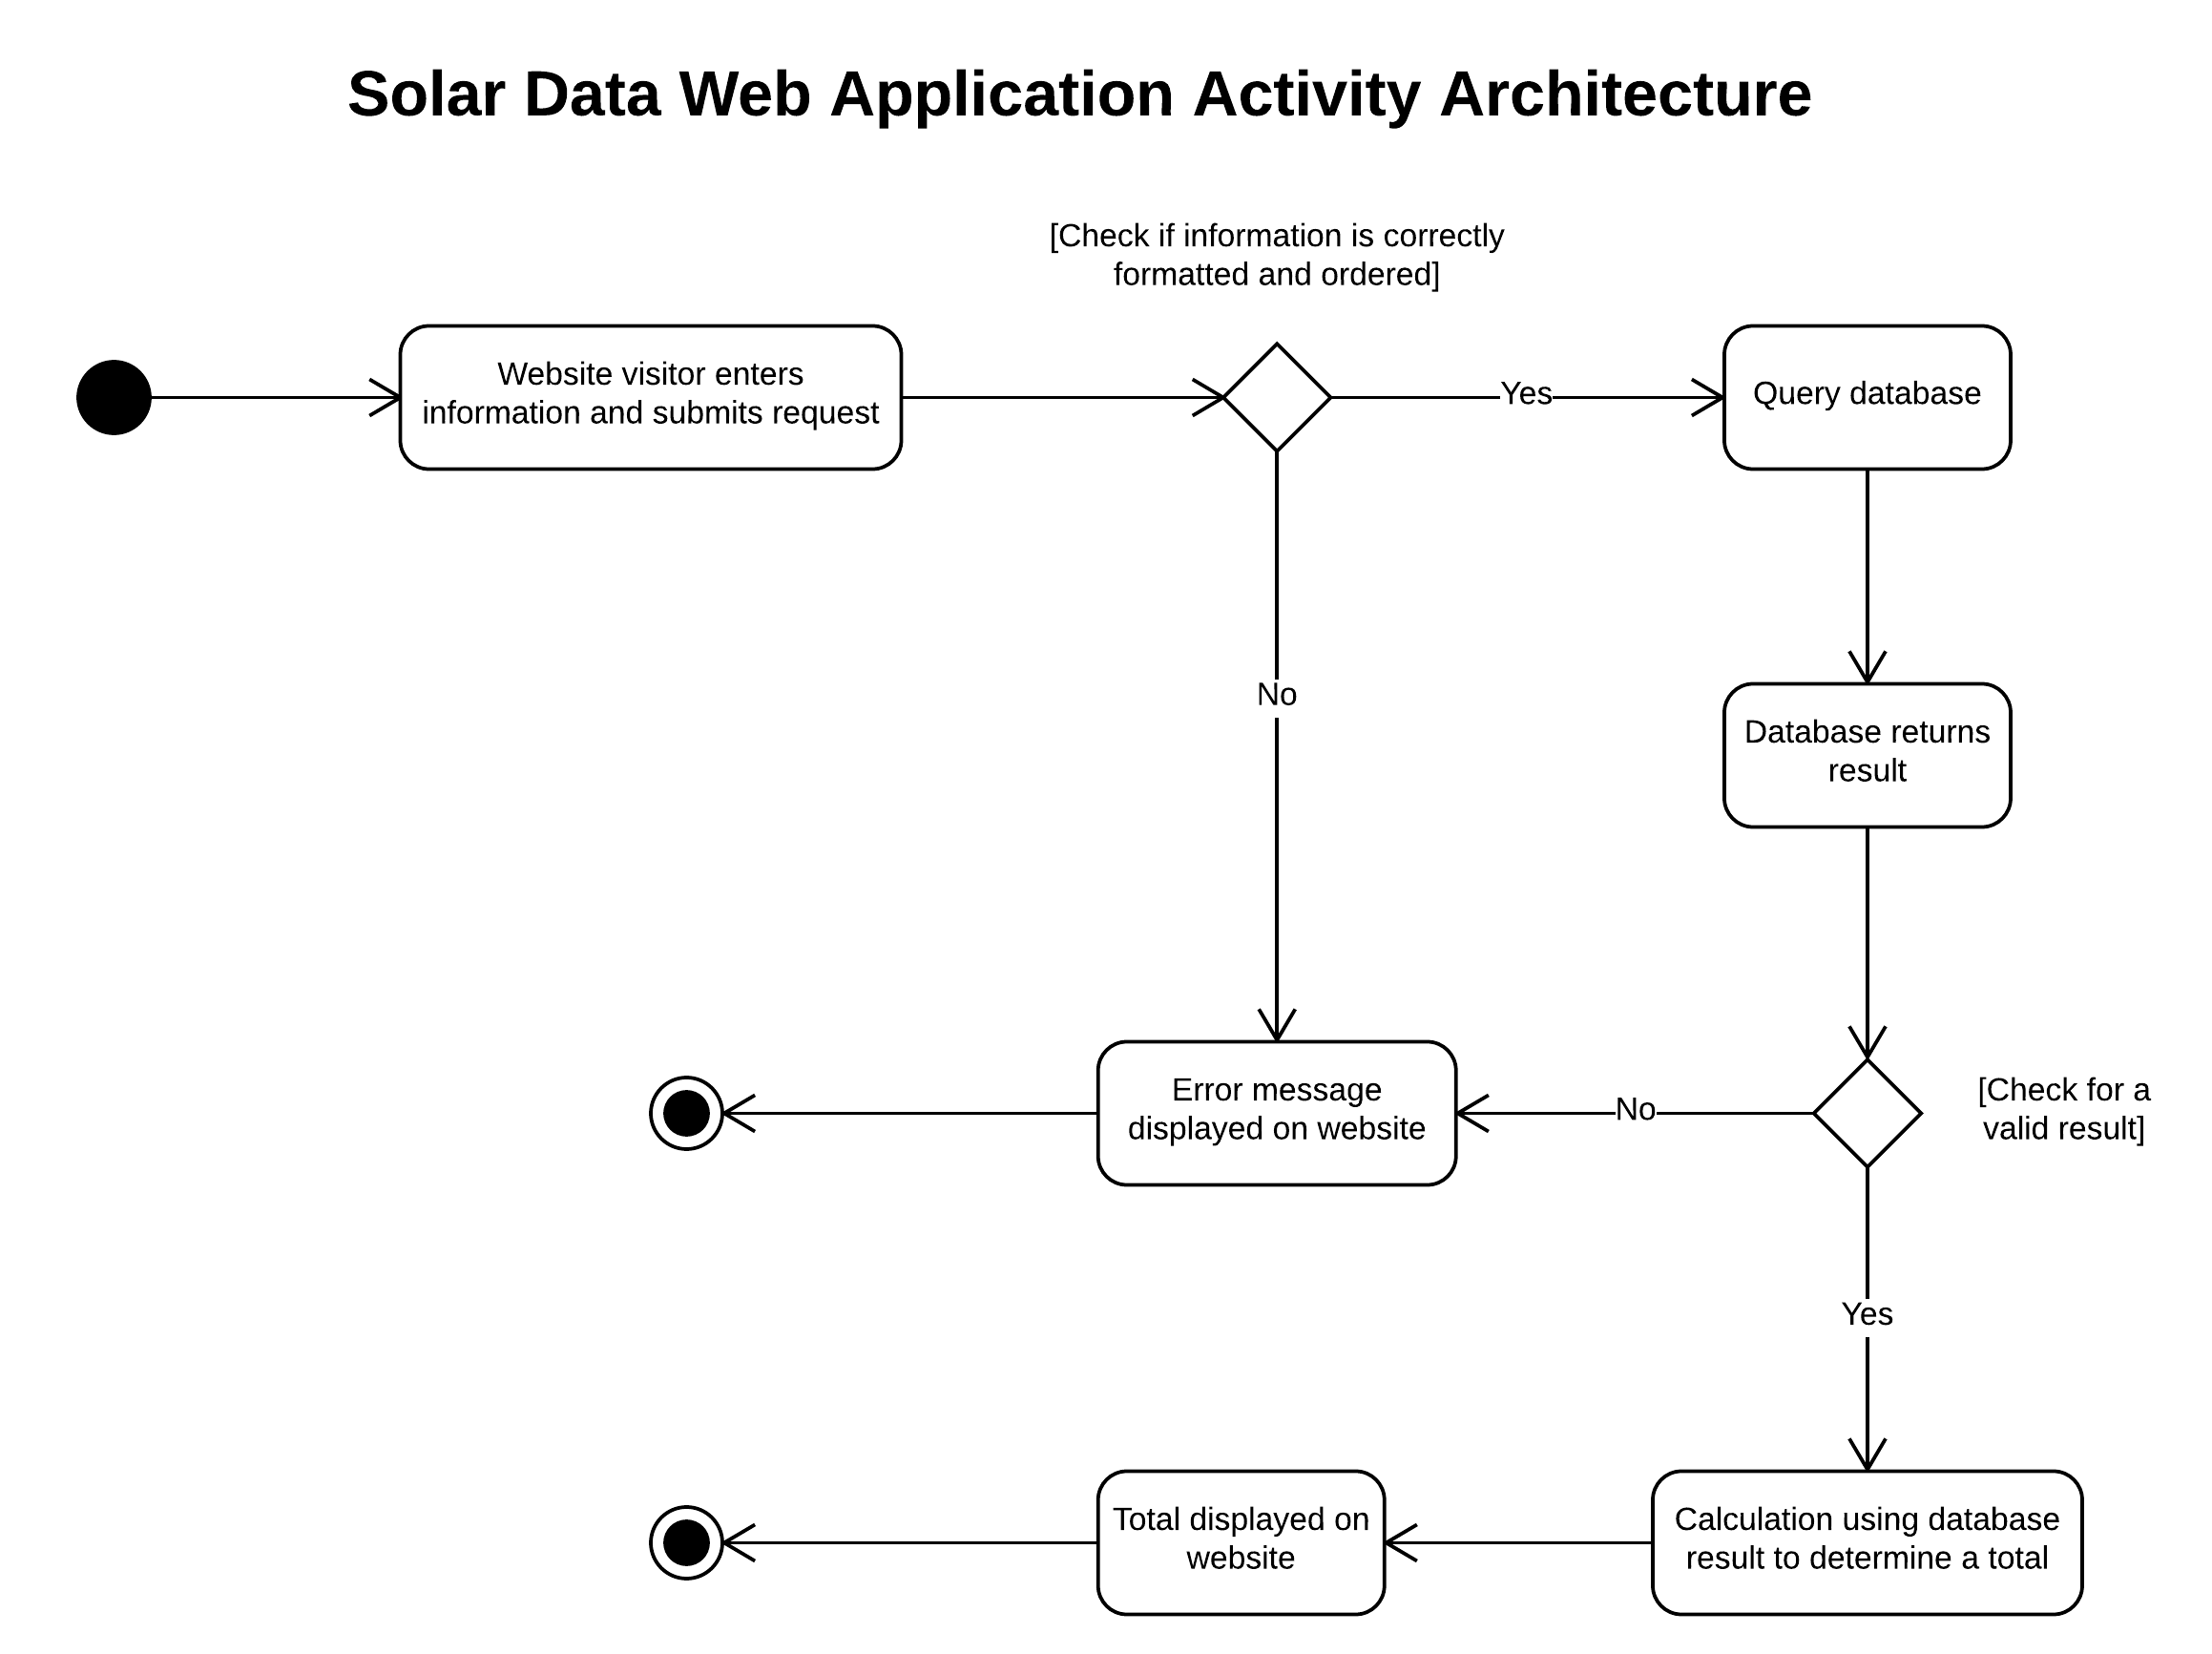 Solar Data Web Application Activity Architecture
[Check if information is correctly
formatted and ordered]
Website visitor enters
information and submits request
Yes
Query database
No
Database returns
result
Error message
displayed on website
No
[Check for a
valid result]
Yes
Total displayed on
website
Calculation using database
result to determine a total